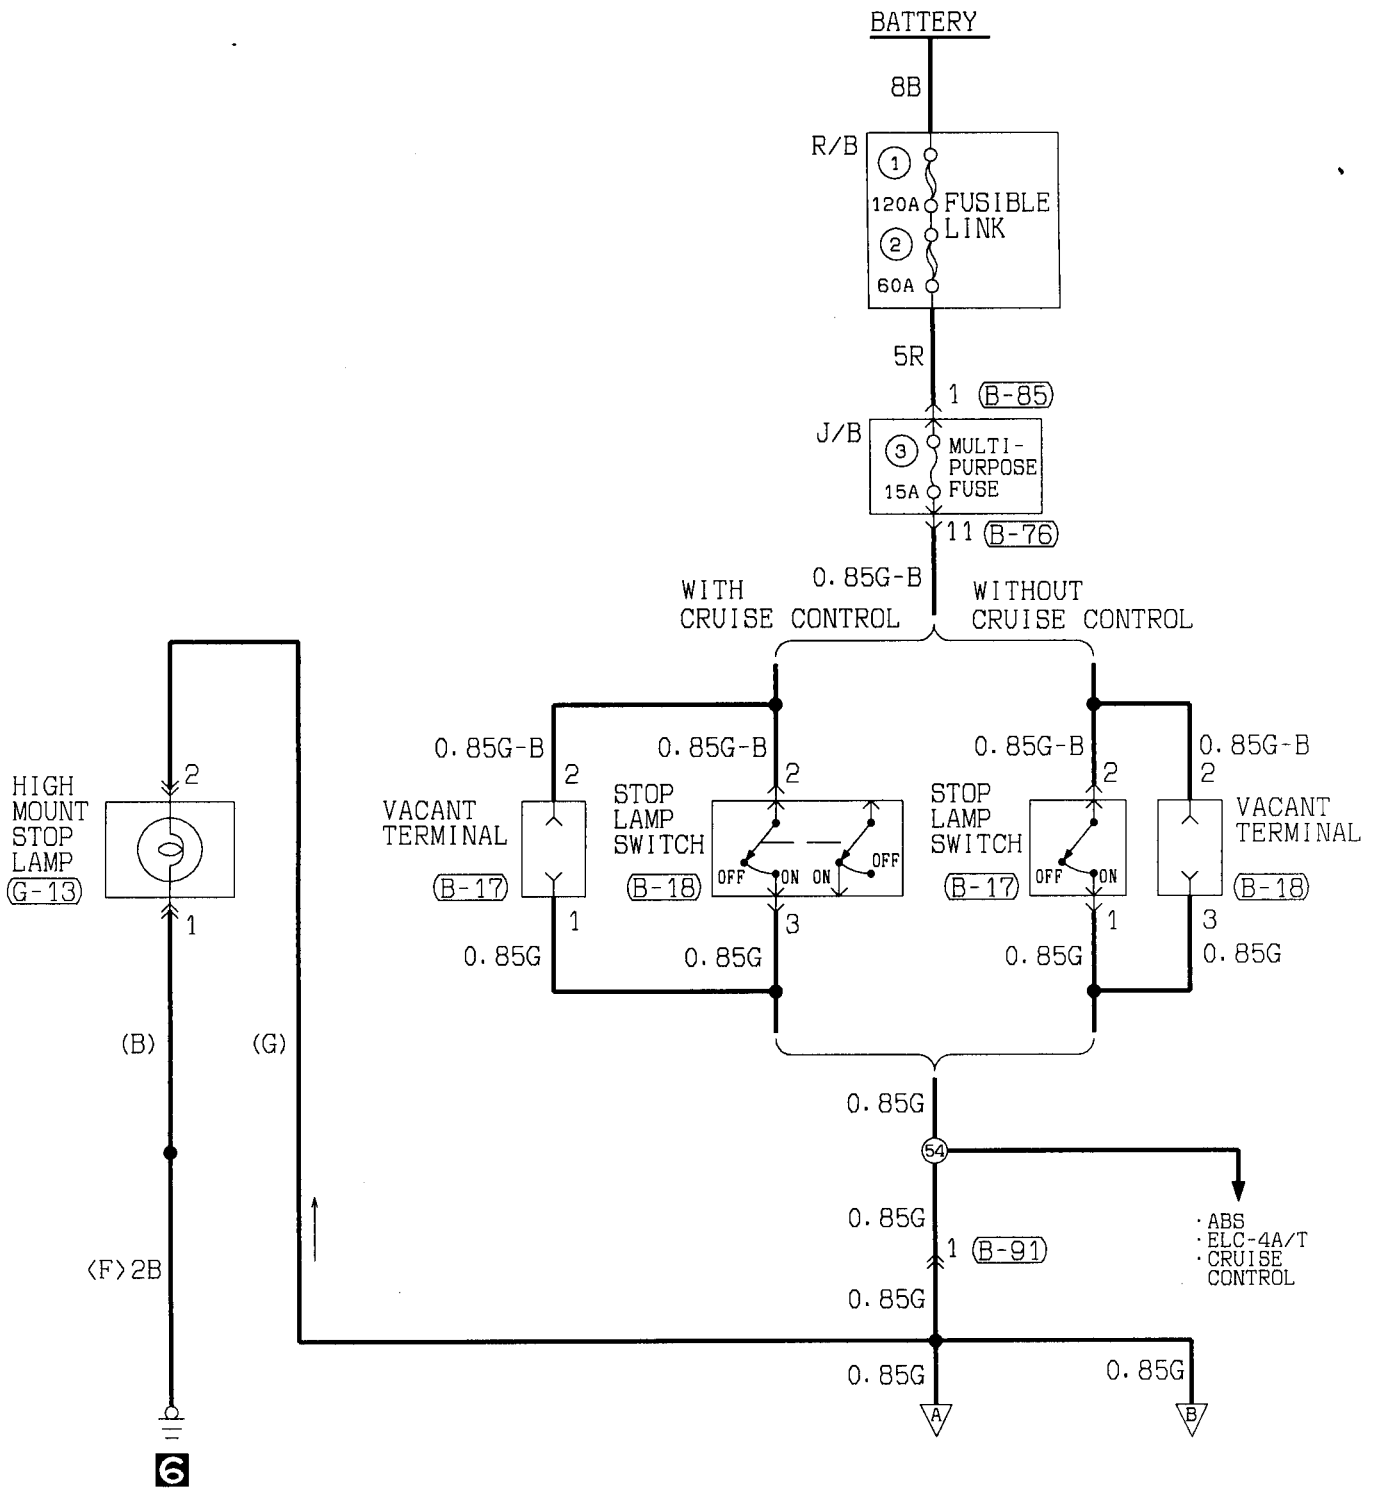 BATTERY
8B
R/B
1
120A
FUSIBLE
LINK
2
60A
5R
1
B-85
J/B
3
15A
MULTI-
PURPOSE
FUSE
11
B-76
0.85G-B
WITH
CRUISE CONTROL
WITHOUT
CRUISE CONTROL
0.85G-B
0.85G-B
0.85G-B
0.85G-B
2
2
2
2
2
HIGH
MOUNT
STOP
LAMP
G-13
1
VACANT
TERMINAL
B-17
1
STOP
LAMP
SWITCH
B-18
OFF
ON
ON
OFF
3
STOP
LAMP
SWITCH
B-17
OFF
ON
1
VACANT
TERMINAL
B-18
3
0.85G
0.85G
0.85G
0.85G
(B)
(G)
0.85G
54
0.85G
·ABS
·ELC-4A/T
·CRUISE
CONTROL
1
B-91
<F>2B
0.85G
0.85G
0.85G
A
B
6